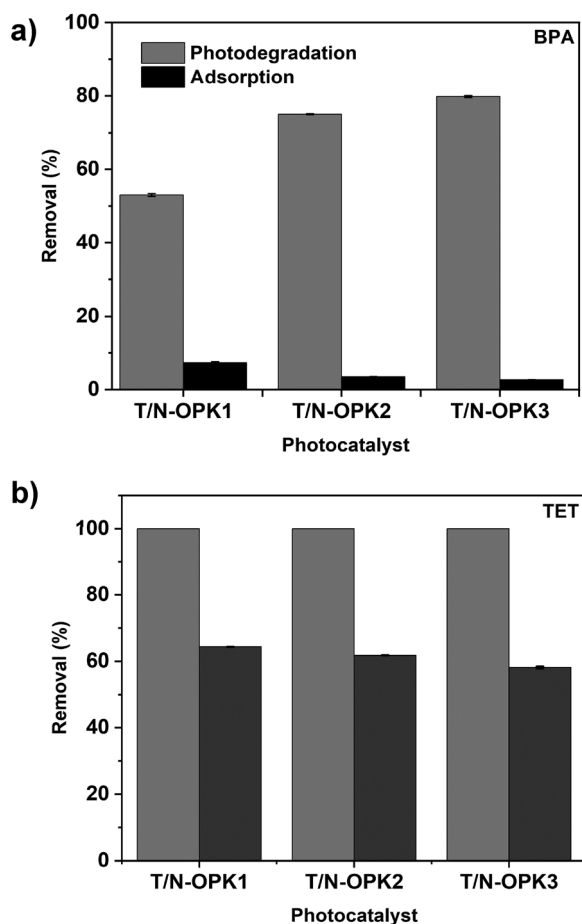 a)
BPA
Photodegradation
Adsorption
Removal (%)
100
80
60
40
20
0
T/N-OPK1 T/N-OPK2 T/N-OPK3
Photocatalyst
b)
TET
Removal (%)
100
80
60
40
20
0
T/N-OPK1 T/N-OPK2 T/N-OPK3
Photocatalyst